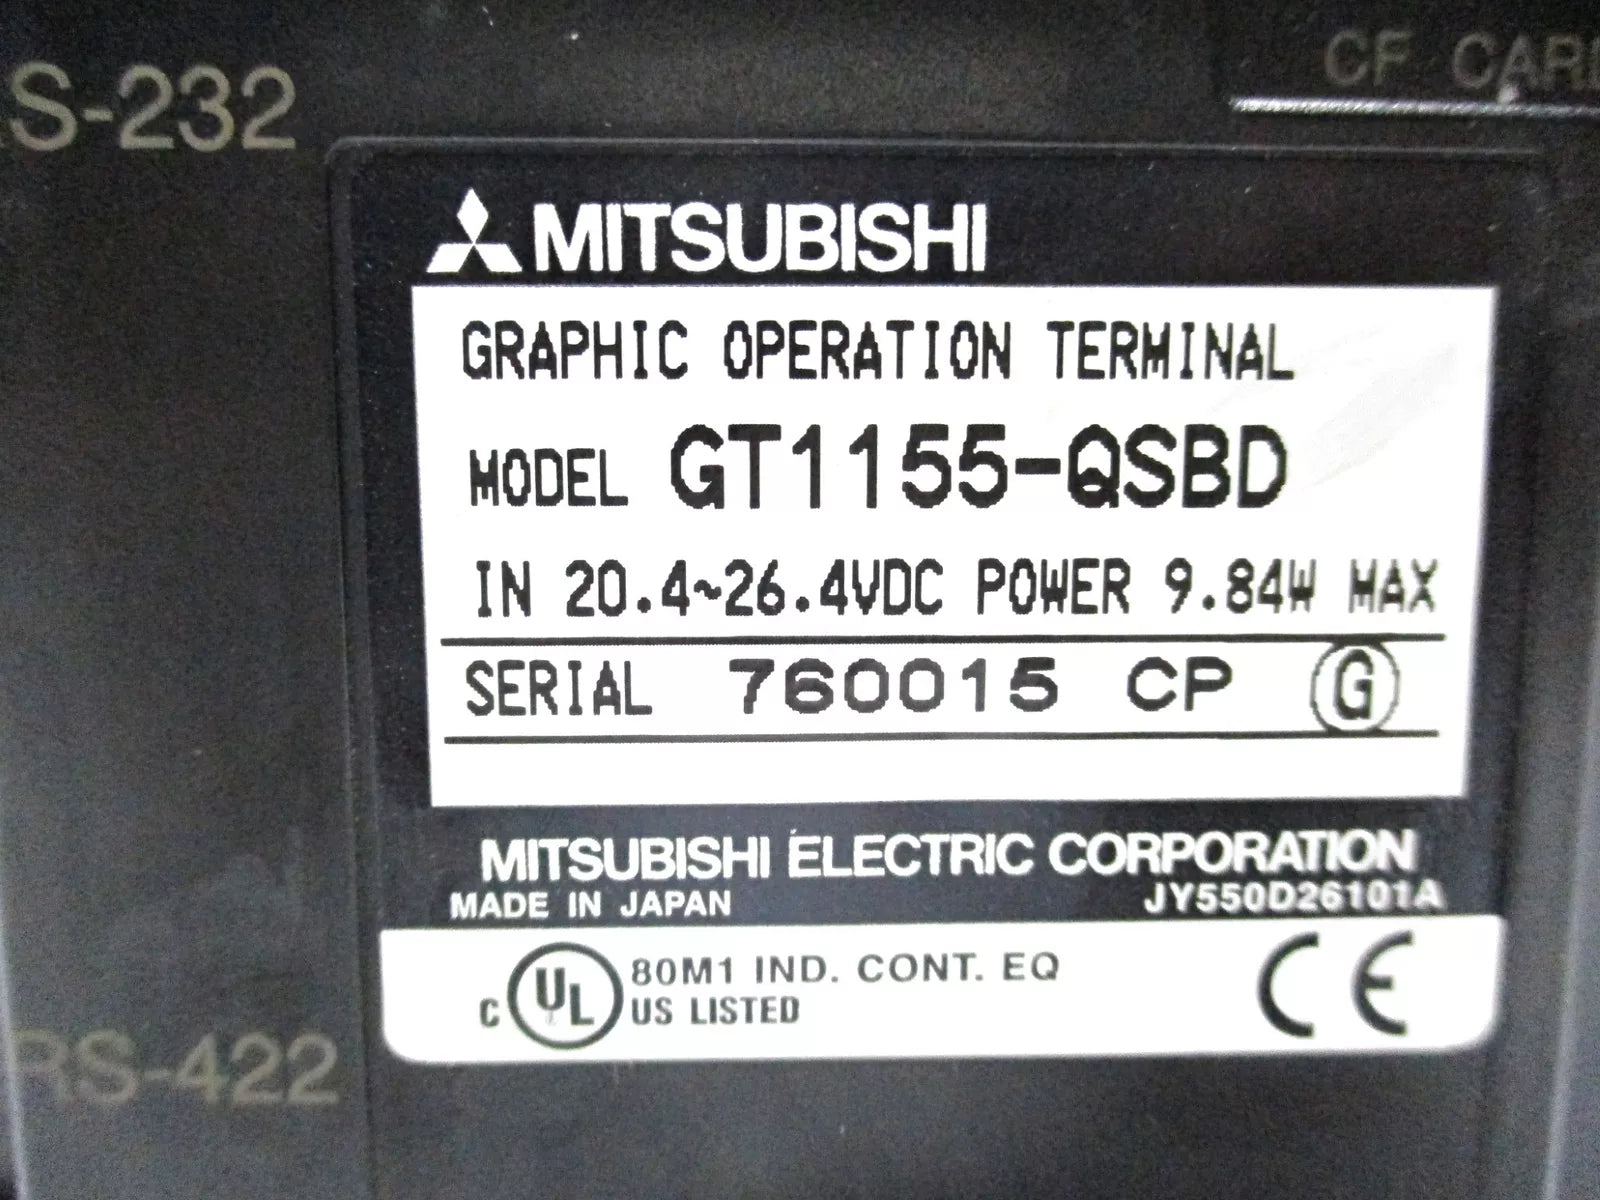 RS-232
CF CARD
MITSUBISHI
GRAPHIC OPERATION TERMINAL
MODEL GT1155-QSBD
IN 20.4~26.4VDC POWER 9.84W MAX
SERIAL 760015 CP G
MITSUBISHI ELECTRIC CORPORATION
MADE IN JAPAN JY550D26101A
C UL 80M1 IND. CONT. EQ
US LISTED
CE
RS-422